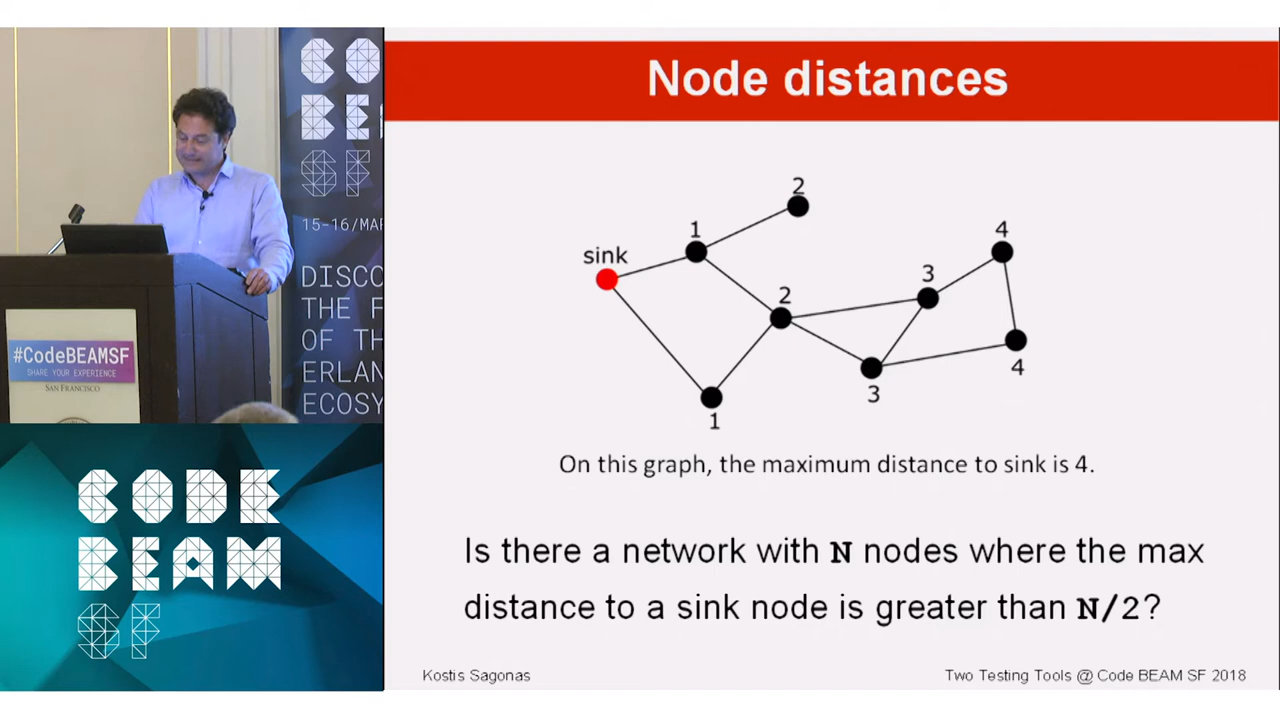 CODE
BEAM
SF
15-16/MAR
DISCO
THE F
OF TH
ERLAN
ECOSY
#CodeBEAMSF
SHARE YOUR EXPERIENCE
SAN FRANCISCO
CODE
BEAM
SF
Node distances
2
1
4
sink
3
2
4
3
1
On this graph, the maximum distance to sink is 4.
Is there a network with N nodes where the max
distance to a sink node is greater than N/2?
Kostis Sagonas
Two Testing Tools @ Code BEAM SF 2018